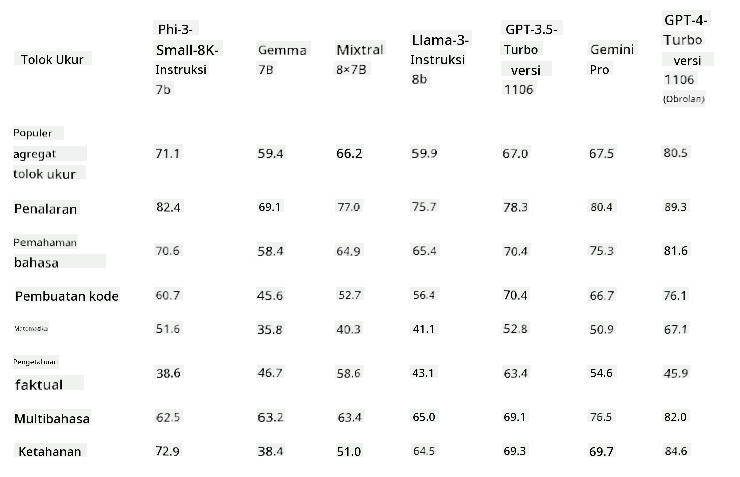 Tolok Ukur
Phi-3-
Small-8K-
Instruksi
7b
Gemma
7B
Mixtral
8×7B
Llama-3-
Instruksi
8b
GPT-3.5-
Turbo
versi
1106
Gemini
Pro
GPT-4-
Turbo
versi
1106
(Obrolan)
Populer
agregat
tolok ukur
71.1 59.4 66.2 59.9 67.0 67.5 80.5
Penalaran 82.4 69.1 77.0 75.7 78.3 80.4 89.3
Pemahaman
bahasa
70.6 58.4 64.9 65.4 70.4 75.3 81.6
Pembuatan kode 60.7 45.6 52.7 56.4 70.4 66.7 76.1
Matematika 51.6 35.8 40.3 41.1 52.8 50.9 67.1
Pengetahuan
faktual
38.6 46.7 58.6 43.1 63.4 54.6 45.9
Multibahasa 62.5 63.2 63.4 65.0 69.1 76.5 82.0
Ketahanan 72.9 38.4 51.0 64.5 69.3 69.7 84.6